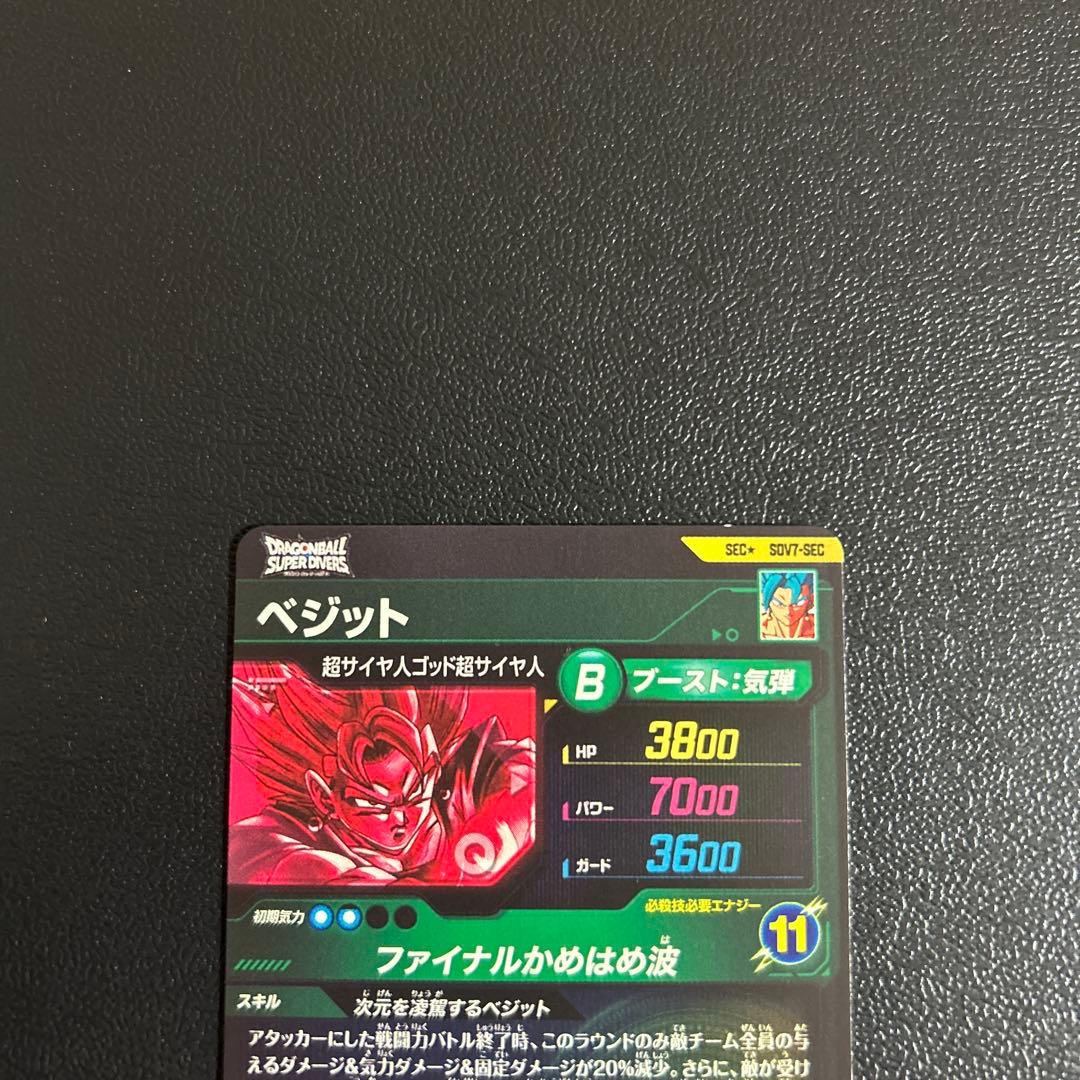 DRAGONBALL
SUPER DIVERS
SEC★ SDV7-SEC
ベジット
超サイヤ人ゴッド超サイヤ人
B ブースト:気弾
HP 3800
パワー 7000
ガード 3600
Q
初期気力
必殺技必要エナジー
11
ファイナルかめはめ波
スキル 次元を凌駕するベジット
アタッカーにした戦闘力バトル終了時、このラウンドのみ敵チーム全員の与
えるダメージ&気力ダメージ&固定ダメージが20%減少。さらに、敵が受け